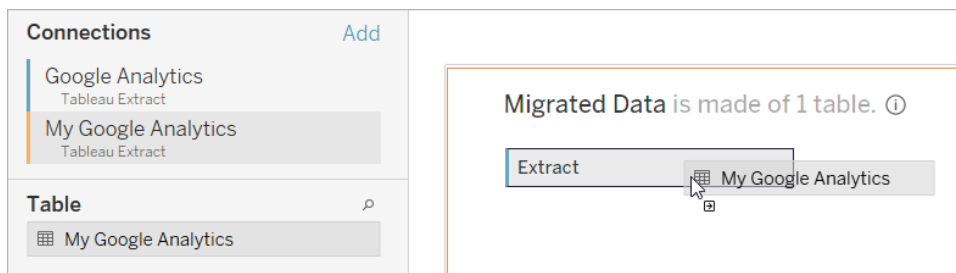 Connections Add
Google Analytics
Tableau Extract
My Google Analytics
Tableau Extract
Table
My Google Analytics
Migrated Data is made of 1 table.
Extract
My Google Analytics